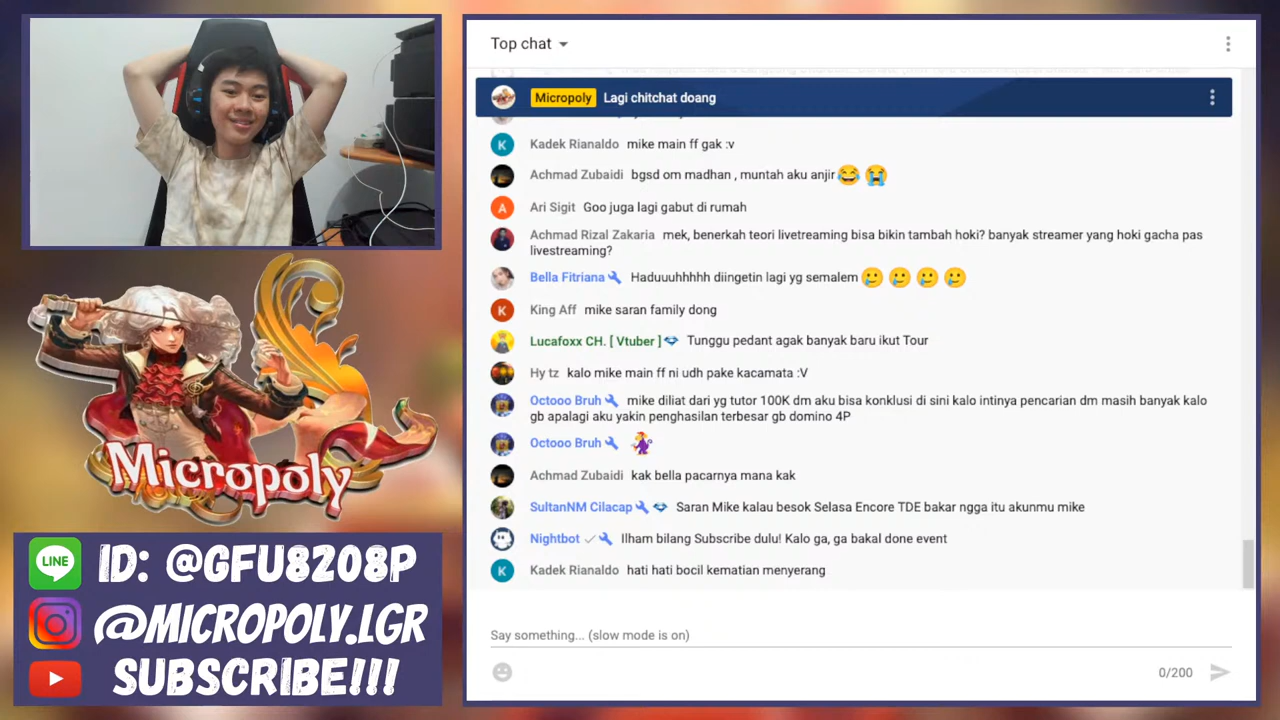 Top chat
Micropoly Lagi chitchat doang
Kadek Rianaldo mike main ff gak :v
Achmad Zubaidi bgsd om madhan , muntah aku anjir😂 😭
Ari Sigit Goo juga lagi gabut di rumah
Achmad Rizal Zakaria mek, benerkah teori livetreaming bisa bikin tambah hoki? banyak streamer yang hoki gacha pas
livestreaming?
Bella Fitriana Haduuuhhhhh diingetin lagi yg semalem 🥲 🥲 🥲 🥲
King Aff mike saran family dong
Lucafoxx CH. [ Vtuber ] Tunggu pedant agak banyak baru ikut Tour
Hy tz kalo mike main ff ni udh pake kacamata :V
Octooo Bruh mike diliat dari yg tutor 100K dm aku bisa konklusi di sini kalo intinya pencarian dm masih banyak kalo
gb apalagi aku yakin penghasilan terbesar gb domino 4P
Octooo Bruh
Achmad Zubaidi kak bella pacarnya mana kak
SultanNM Cilacap Saran Mike kalau besok Selasa Encore TDE bakar ngga itu akunmu mike
Nightbot Ilham bilang Subscribe dulu! Kalo ga, ga bakal done event
Kadek Rianaldo hati hati bocil kematian menyerang
Say something... (slow mode is on)
0/200
Micropoly
LINE ID: @GFU8208P
@MICROPOLY.LGR
SUBSCRIBE!!!